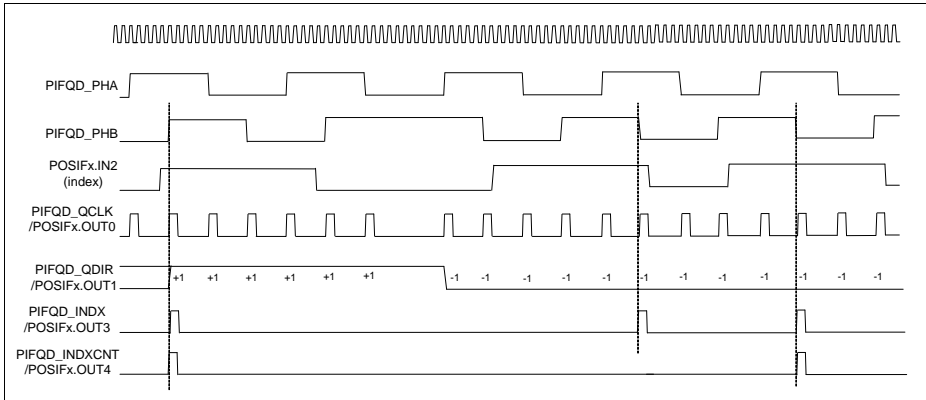 PIFQD_PHA
PIFQD_PHB
POSIFx.IN2
(index)
PIFQD_QCLK
/POSIFx.OUT0
PIFQD_QDIR
/POSIFx.OUT1
+1 +1 +1 +1 +1 +1 -1 -1 -1 -1 -1 -1 -1 -1 -1 -1 -1 -1
PIFQD_INDX
/POSIFx.OUT3
PIFQD_INDXCNT
/POSIFx.OUT4